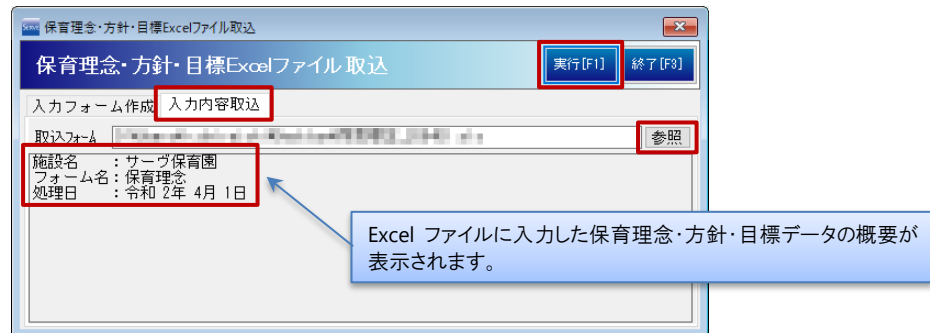 Serve 保育理念・方針・目標Excelファイル取込
保育理念・方針・目標Excelファイル取込 実行[F1] 終了[F3]
入力フォーム作成 入力内容取込
取込フォーム 参照
施設名 :サーヴ保育園
フォーム名:保育理念
処理日 :令和 2年 4月 1日
Excel ファイルに入力した保育理念・方針・目標データの概要が
表示されます。